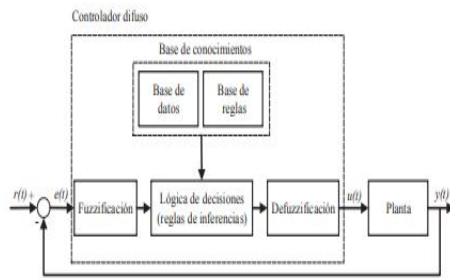 Controlador difuso
Base de conocimientos
Base de
datos
Base de
reglas
r(t) +
e(t)
-
Fuzzificación
Lógica de decisiones
(reglas de inferencias)
Defuzzificación
u(t)
Planta
y(t)